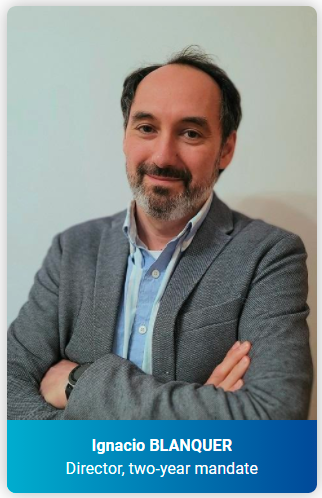 Ignacio BLANQUER
Director, two-year mandate